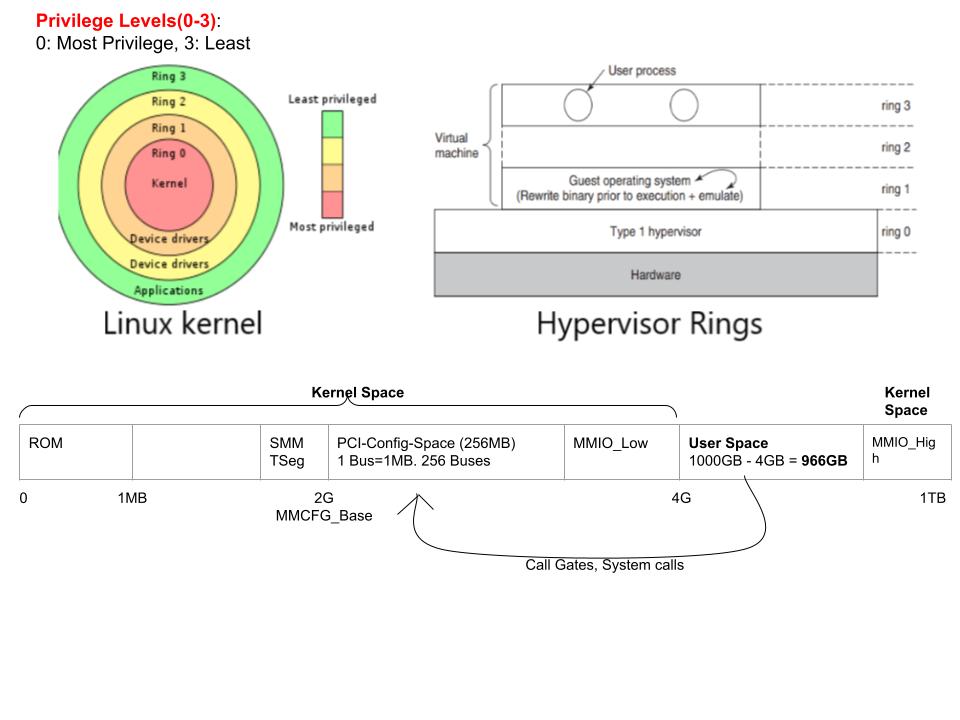 Privilege Levels(0-3):
0: Most Privilege, 3: Least
Ring 3
Ring 2
Ring 1
Ring 0
Kernel
Device drivers
Device drivers
Applications
Least privileged
Most privileged
Linux kernel
User process
Virtual
machine
Guest operating system
(Rewrite binary prior to execution + emulate)
Type 1 hypervisor
Hardware
ring 3
ring 2
ring 1
ring 0
Hypervisor Rings
Kernel Space
Kernel
Space
ROM
SMM
TSeg
PCI-Config-Space (256MB)
1 Bus=1MB. 256 Buses
MMIO_Low
User Space
1000GB - 4GB = 966GB
MMIO_Hig
h
0
1MB
2G
MMCFG_Base
4G
1TB
Call Gates, System calls